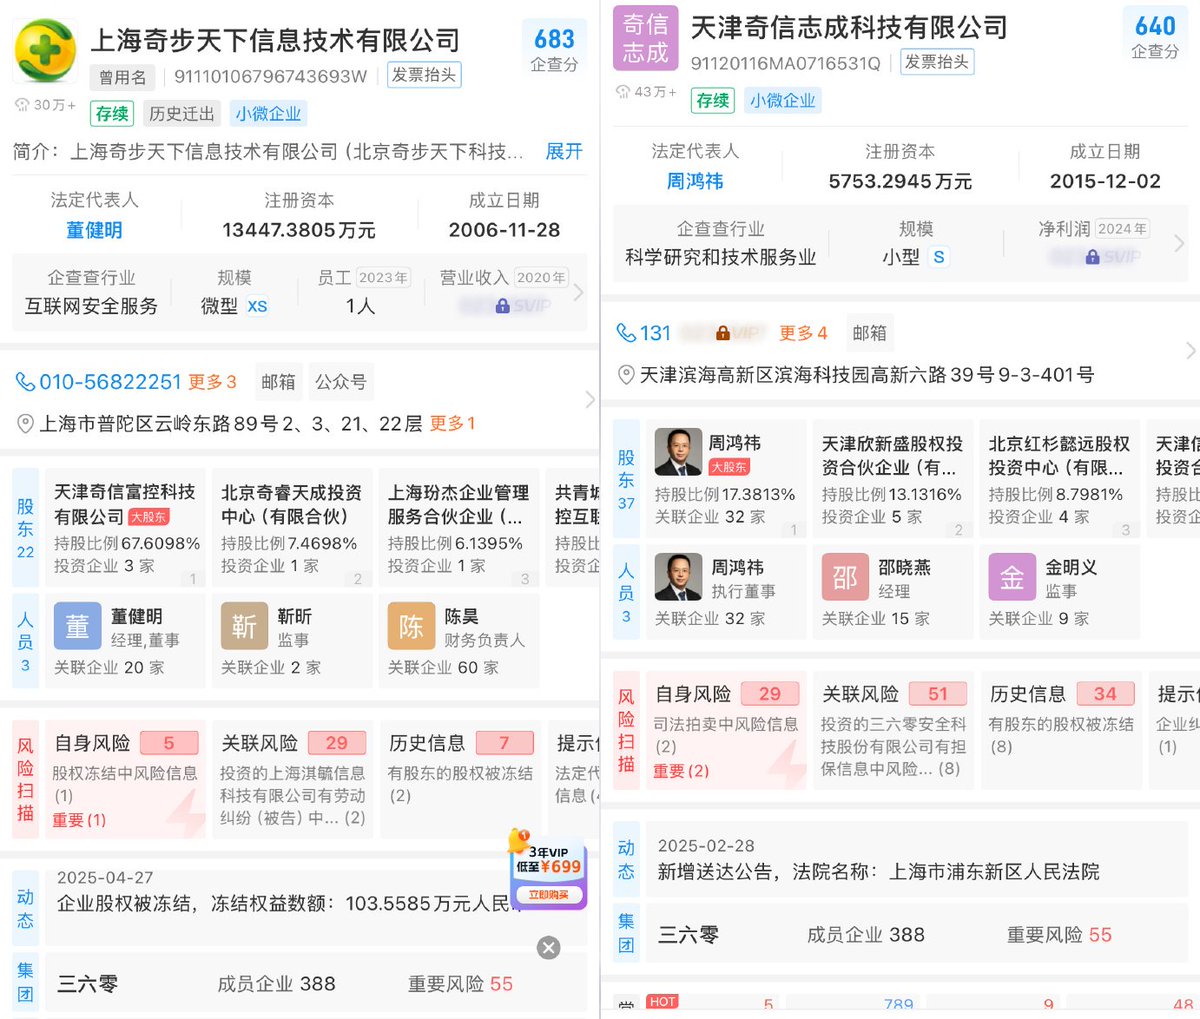 上海奇步天下信息技术有限公司
683
企查分
曾用名
91110106796743693W
发票抬头
30万+
存续
历史迁出
小微企业
简介：上海奇步天下信息技术有限公司 (北京奇步天下科技...
展开
法定代表人
注册资本
成立日期
董健明
13447.3805万元
2006-11-28
企查查行业
规模
员工 2023年
营业收入 2020年
互联网安全服务
微型 XS
1人
SVIP
010-56822251 更多3
邮箱
公众号
上海市普陀区云岭东路89号2、3、21、22层 更多1
股东
22
天津奇信富控科技
有限公司 大股东
持股比例67.6098%
投资企业 3 家
1
北京奇睿天成投资
中心 (有限合伙)
持股比例7.4698%
投资企业 1 家
2
上海玢杰企业管理
服务合伙企业 (...
持股比例6.1395%
投资企业 1 家
3
共青城
控互联
持股比
投资企
人员
3
董
董健明
经理,董事
关联企业 20 家
靳
靳昕
监事
关联企业 2 家
陈
陈昊
财务负责人
关联企业 60 家
风险扫描
自身风险 5
股权冻结中风险信息
(1)
重要(1)
关联风险 29
投资的上海淇毓信息
科技有限公司有劳动
纠纷 (被告) 中... (2)
历史信息 7
有股东的股权被冻结
(2)
提示信
法定代
信息(4
1
3年VIP
低至¥699
立即购买
动态
2025-04-27
企业股权被冻结，冻结权益数额：103.5585万元人民
集团
三六零
成员企业 388
重要风险 55
奇信
志成
天津奇信志成科技有限公司
640
企查分
91120116MA0716531Q
发票抬头
43万+
存续
小微企业
法定代表人
注册资本
成立日期
周鸿祎
5753.2945万元
2015-12-02
企查查行业
规模
净利润 2024年
科学研究和技术服务业
小型 S
SVIP
131
VIP
更多4
邮箱
天津滨海高新区滨海科技园高新六路39号9-3-401号
股东
37
周鸿祎
大股东
持股比例17.3813%
关联企业 32 家
1
天津欣新盛股权投
资合伙企业 (有...
持股比例13.1316%
投资企业 5 家
2
北京红杉懿远股权
投资中心 (有限...
持股比例8.7981%
投资企业 4 家
3
天津信
投资合
持股比
投资企
人员
3
周鸿祎
执行董事
关联企业 32 家
邵
邵晓燕
经理
关联企业 15 家
金
金明义
监事
关联企业 9 家
风险扫描
自身风险 29
司法拍卖中风险信息
(2)
重要(2)
关联风险 51
投资的三六零安全科
技股份有限公司有担
保信息中风险... (8)
历史信息 34
有股东的股权被冻结
(8)
提示信
企业纠
(1)
动态
2025-02-28
新增送达公告，法院名称：上海市浦东新区人民法院
集团
三六零
成员企业 388
重要风险 55
HOT
5
789
9
48